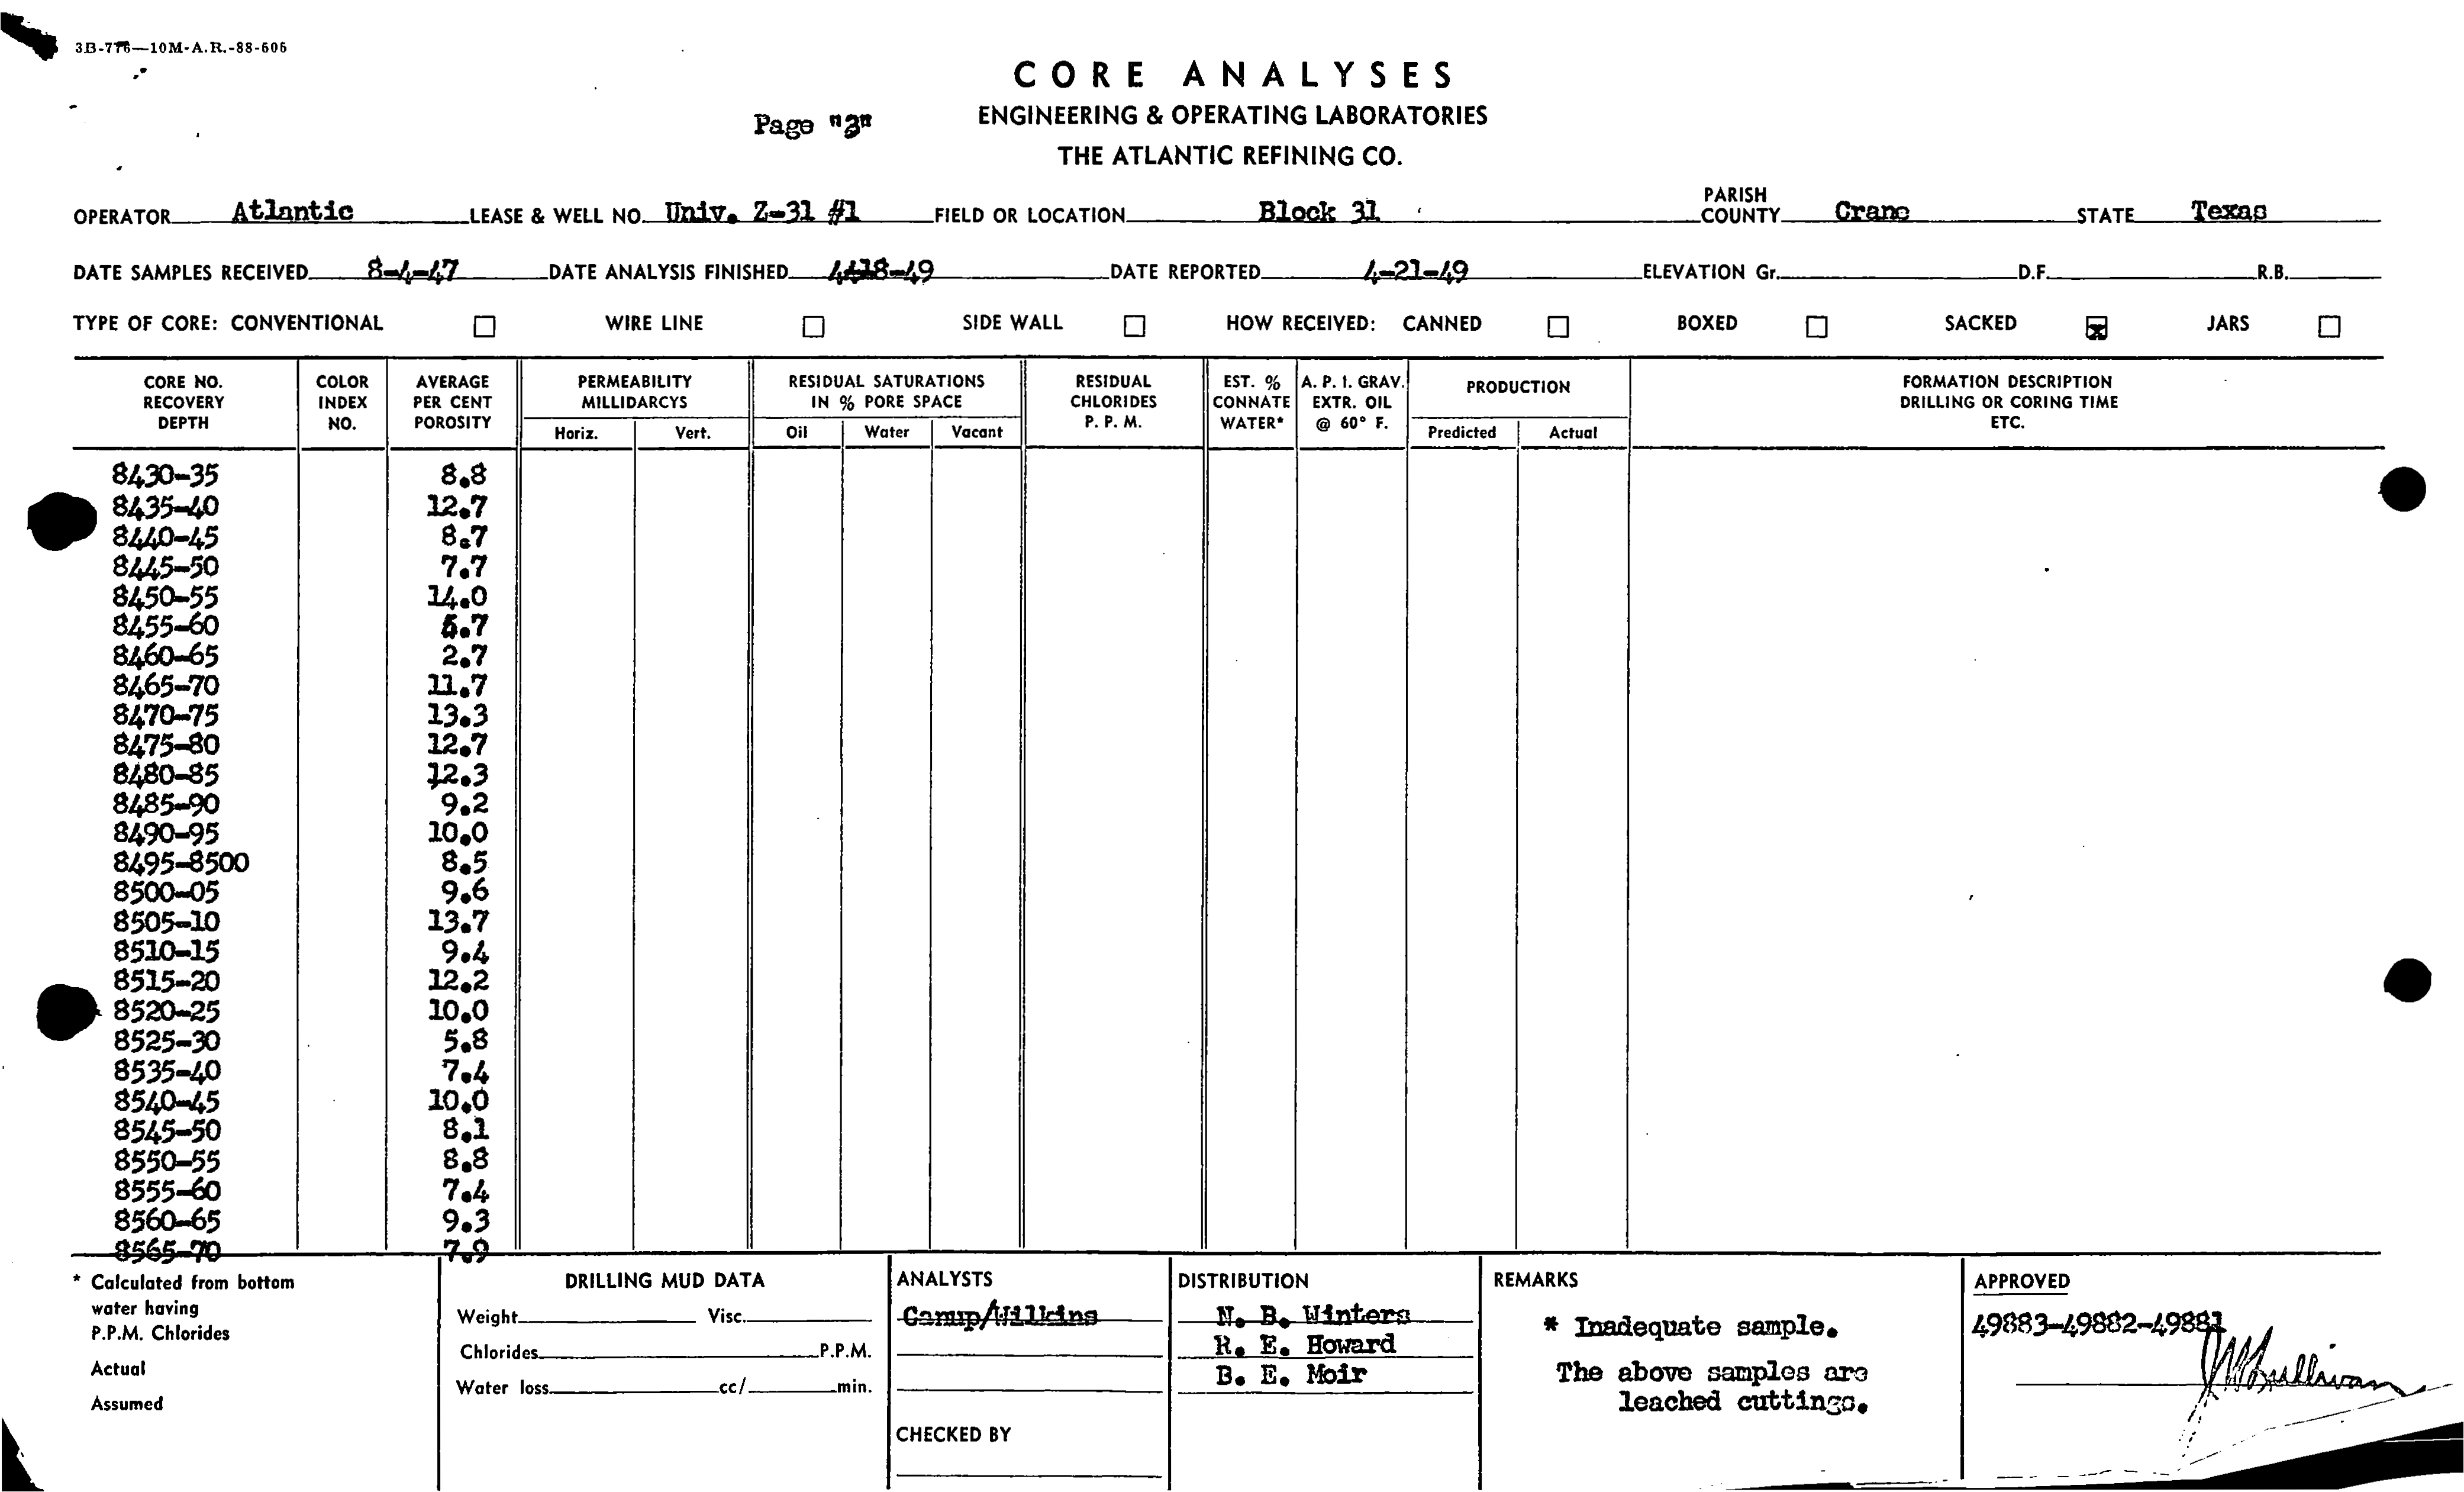 3B-776—10M-A.R.-88-606
CORE ANALYSES
Page "3"
ENGINEERING & OPERATING LABORATORIES
THE ATLANTIC REFINING CO.
OPERATOR Atlantic LEASE & WELL NO. Univ. Z-31 #1 FIELD OR LOCATION Block 31 PARISH COUNTY Crane STATE Texas
DATE SAMPLES RECEIVED 8-4-47 DATE ANALYSIS FINISHED 4-18-49 DATE REPORTED 4-21-49 ELEVATION Gr. D.F. R.B.
TYPE OF CORE: CONVENTIONAL WIRE LINE SIDE WALL HOW RECEIVED: CANNED BOXED SACKED x JARS
CORE NO. RECOVERY DEPTH COLOR INDEX NO. AVERAGE PER CENT POROSITY PERMEABILITY MILLIDARCYS Horiz. Vert. RESIDUAL SATURATIONS IN % PORE SPACE Oil Water Vacant RESIDUAL CHLORIDES P. P. M. EST. % CONNATE WATER* A. P. I. GRAV. EXTR. OIL @ 60° F. PRODUCTION Predicted Actual FORMATION DESCRIPTION DRILLING OR CORING TIME ETC.
8430-35 8.8
8435-40 12.7
8440-45 8.7
8445-50 7.7
8450-55 14.0
8455-60
8460-65 2.7
8465-70 11.7
8470-75 13.3
8475-80 12.7
8480-85 12.3
8485-90 9.2
8490-95 10.0
8495-8500 8.5
8500-05 9.6
8505-10 13.7
8510-15 9.4
8515-20 12.2
8520-25 10.0
8525-30 5.8
8535-40 7.4
8540-45 10.0
8545-50 8.1
8550-55 8.8
8555-60 7.4
8560-65 9.3
8565-70 7.9
* Calculated from bottom
water having
P.P.M. Chlorides
Actual
Assumed
DRILLING MUD DATA
Weight Visc.
Chlorides P.P.M.
Water loss cc/ min.
ANALYSTS
Camp/Wilkins
CHECKED BY
DISTRIBUTION
N. B. Winters
R. E. Howard
B. E. Moir
REMARKS
* Inadequate sample.
The above samples are
leached cuttings.
APPROVED
49883-49882-49881